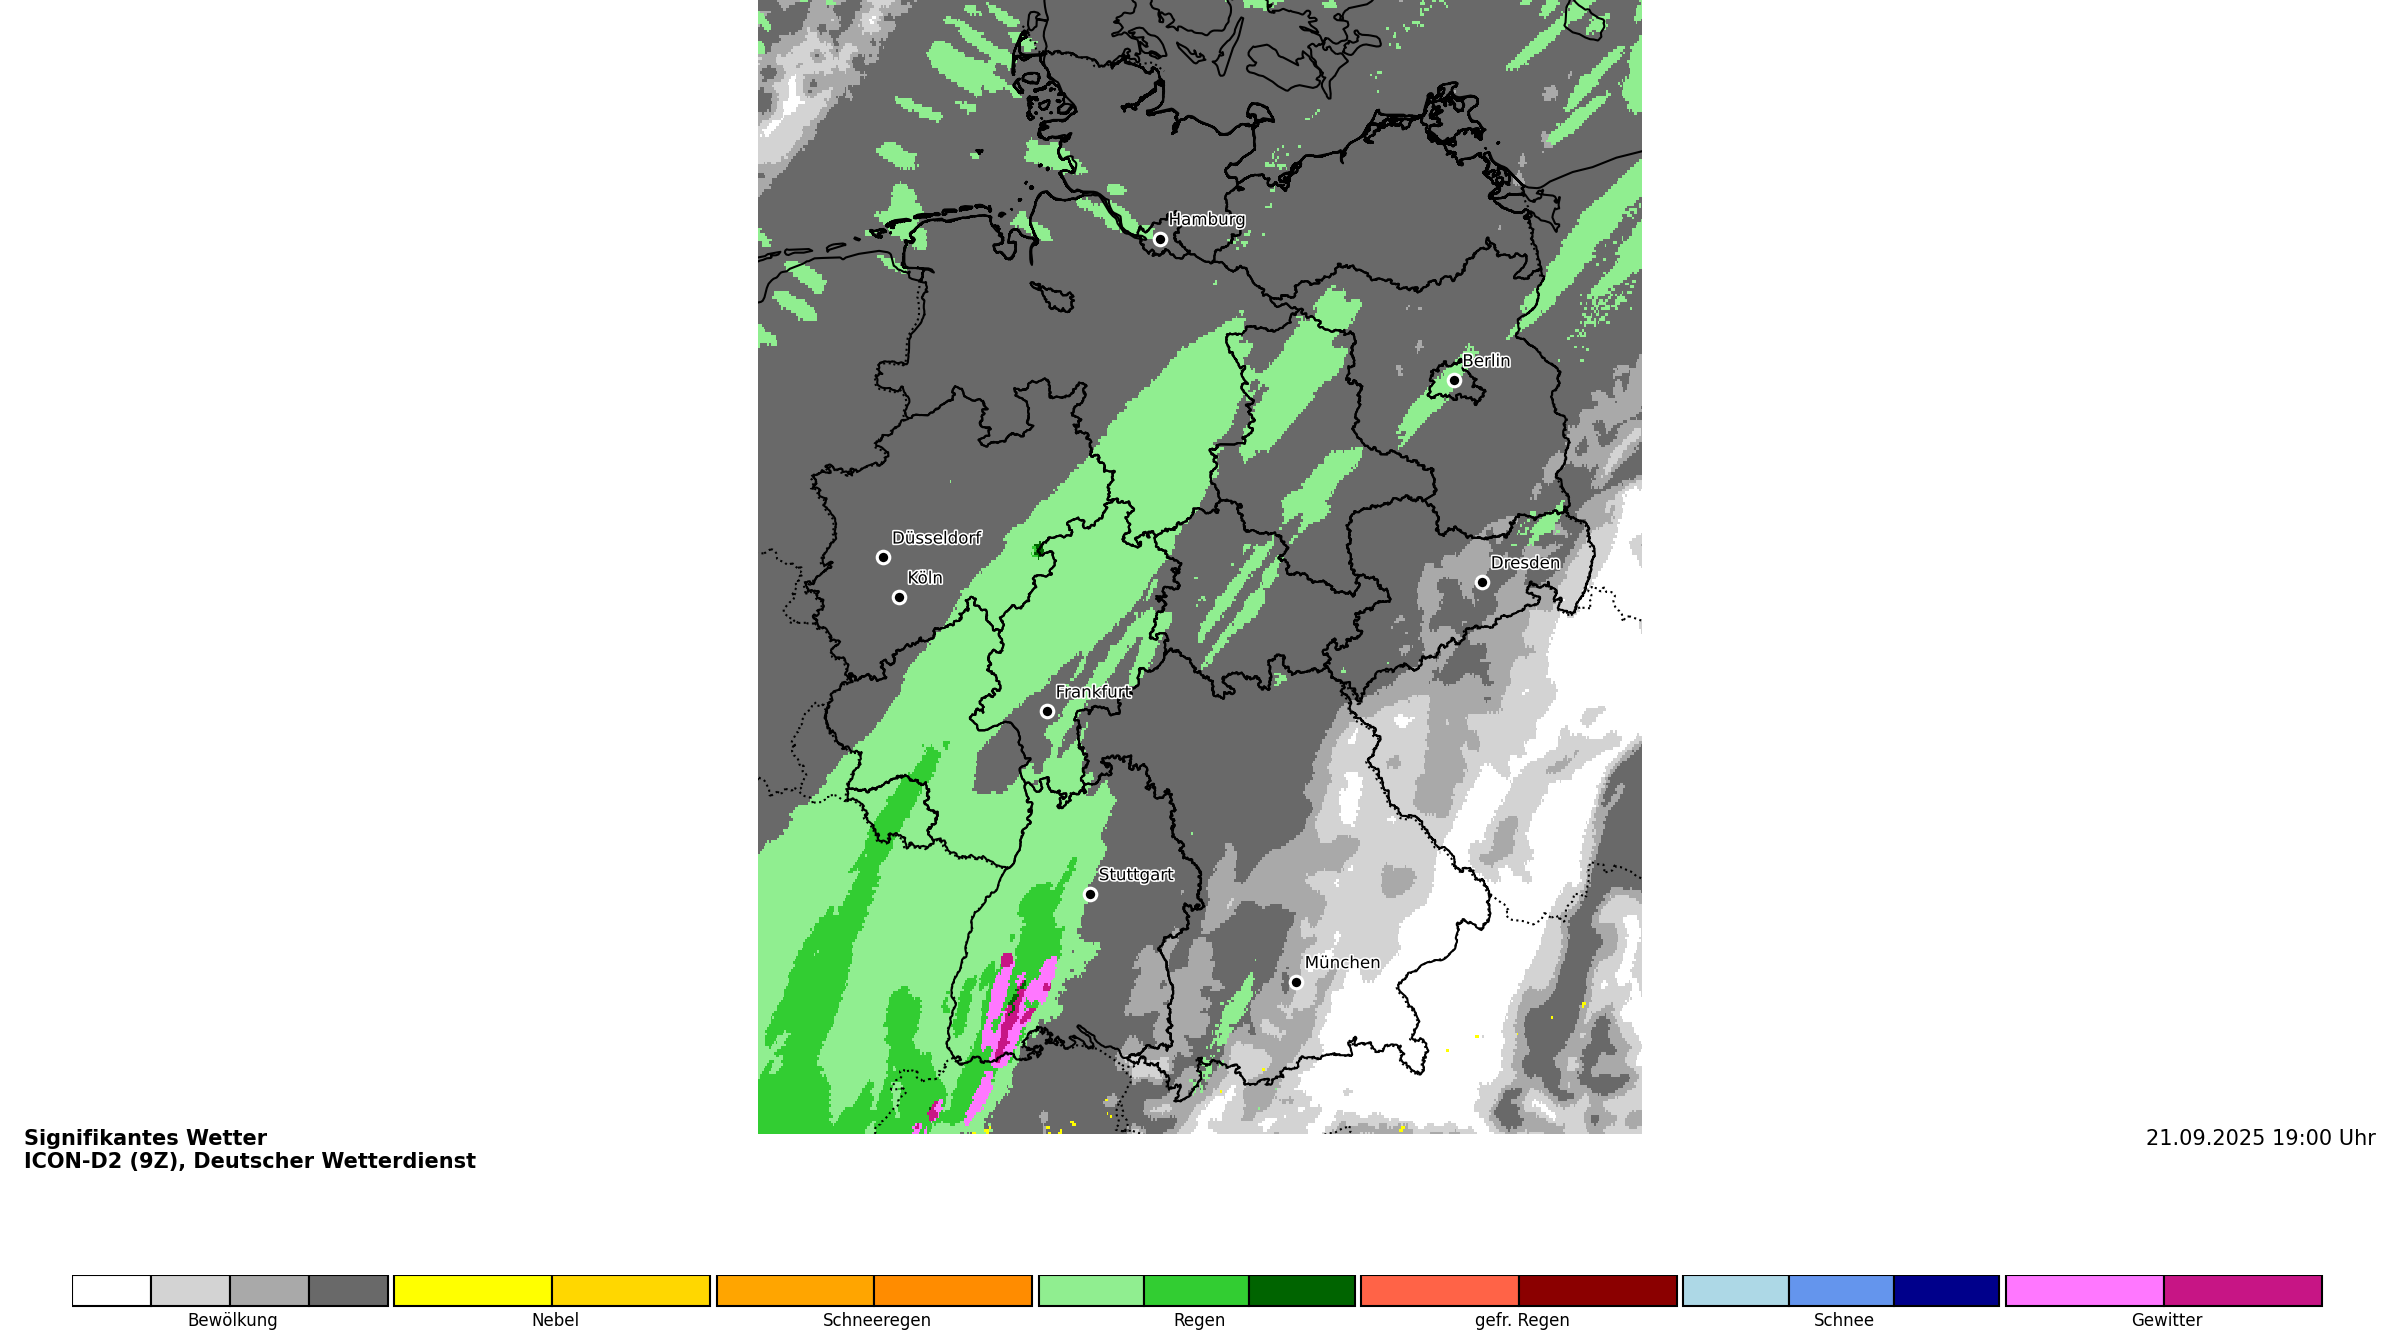 Hamburg
Berlin
Düsseldorf
Köln
Dresden
Frankfurt
Stuttgart
München
Signifikantes Wetter
ICON-D2 (9Z), Deutscher Wetterdienst
21.09.2025 19:00 Uhr
Bewölkung
Nebel
Schneeregen
Regen
gefr. Regen
Schnee
Gewitter